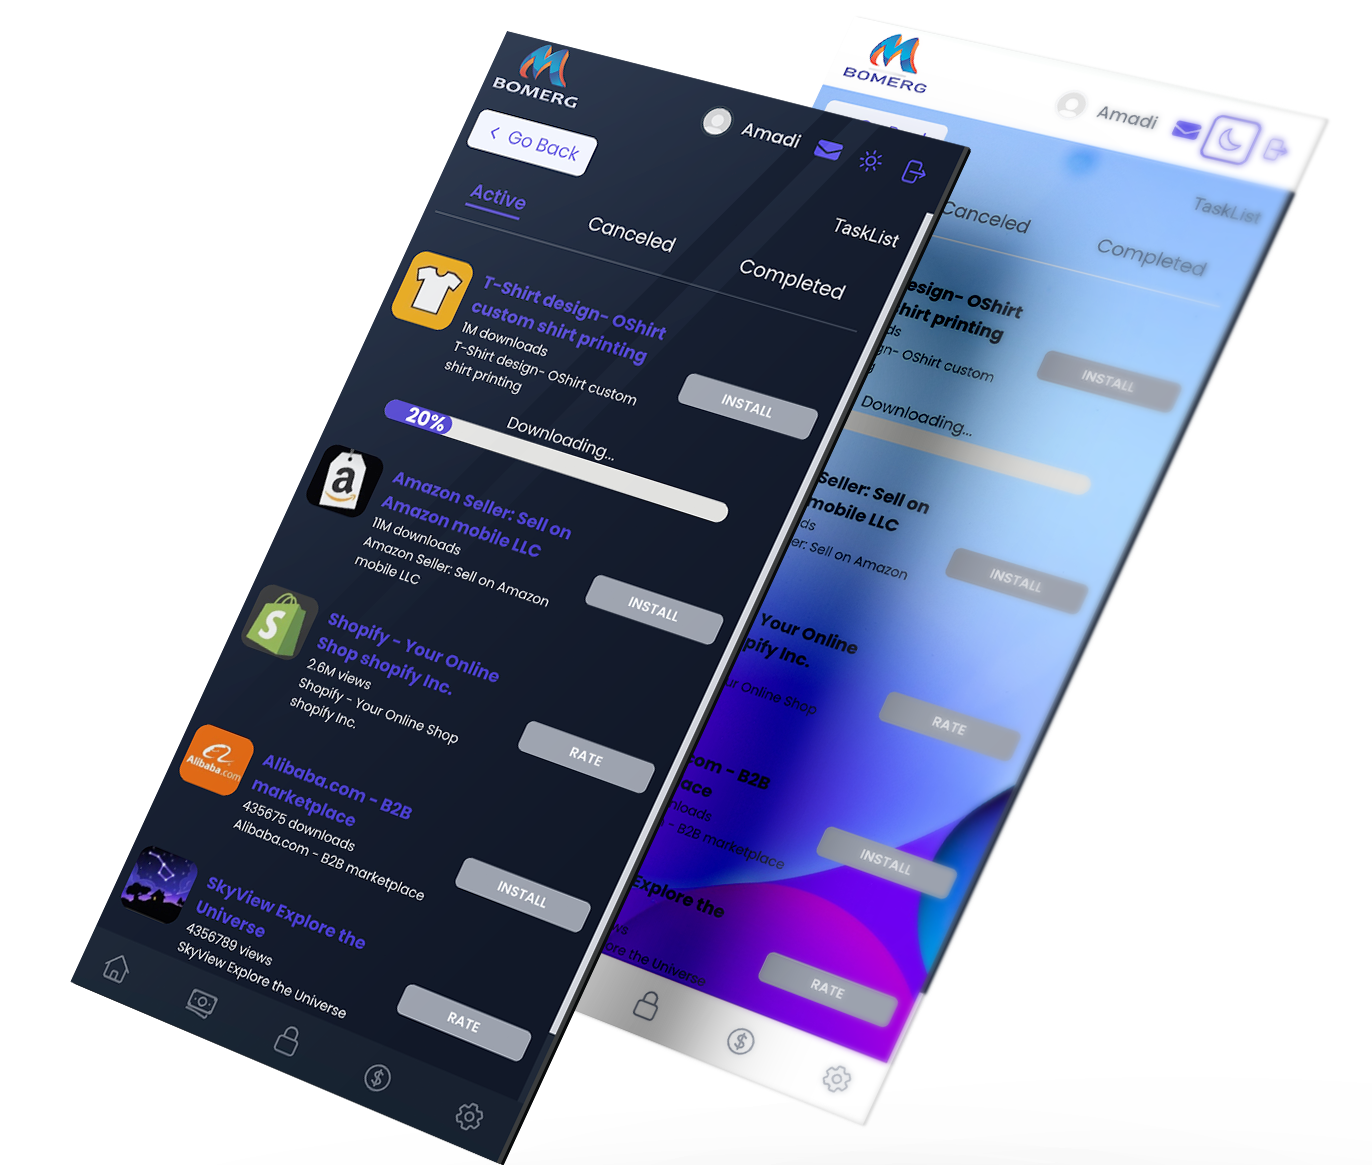 BOMERG
Amadi
Go Back
Active
Canceled
Completed
TaskList
T-Shirt design- OShirt
custom shirt printing
1M downloads
T-Shirt design- OShirt custom
shirt printing
INSTALL
20%
Downloading...
a
Amazon Seller: Sell on
Amazon mobile LLC
11M downloads
Amazon Seller: Sell on Amazon
mobile LLC
INSTALL
S
Shopify - Your Online
Shop shopify Inc.
2.6M views
Shopify - Your Online Shop
shopify Inc.
RATE
Alibaba.com
Alibaba.com - B2B
marketplace
435675 downloads
Alibaba.com - B2B marketplace
INSTALL
SkyView Explore the
Universe
4356789 views
SkyView Explore the Universe
RATE
BOMERG
Amadi
TaskList
Canceled
Completed
esign- OShirt
hirt printing
ds
gn- OShirt custom
INSTALL
Downloading...
Seller: Sell on
mobile LLC
ds
er: Sell on Amazon
INSTALL
Your Online
pify Inc.
ur Online Shop
RATE
com - B2B
ace
nloads
- B2B marketplace
INSTALL
Explore the
ws
ore the Universe
RATE